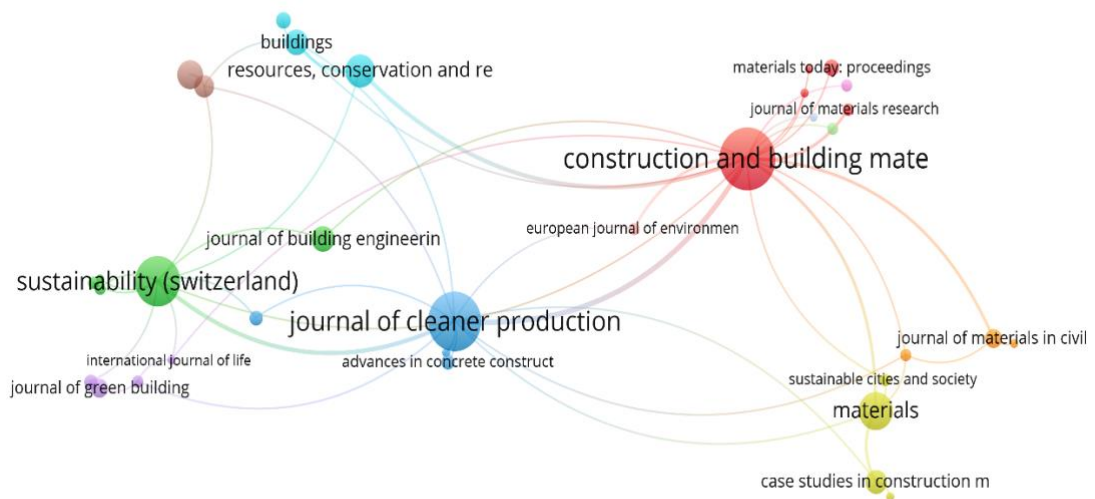 buildings
resources, conservation and re
materials today: proceedings
journal of materials research
construction and building mate
european journal of environmen
journal of building engineerin
sustainability (switzerland)
journal of cleaner production
journal of materials in civil
international journal of life
advances in concrete construct
sustainable cities and society
journal of green building
materials
case studies in construction m